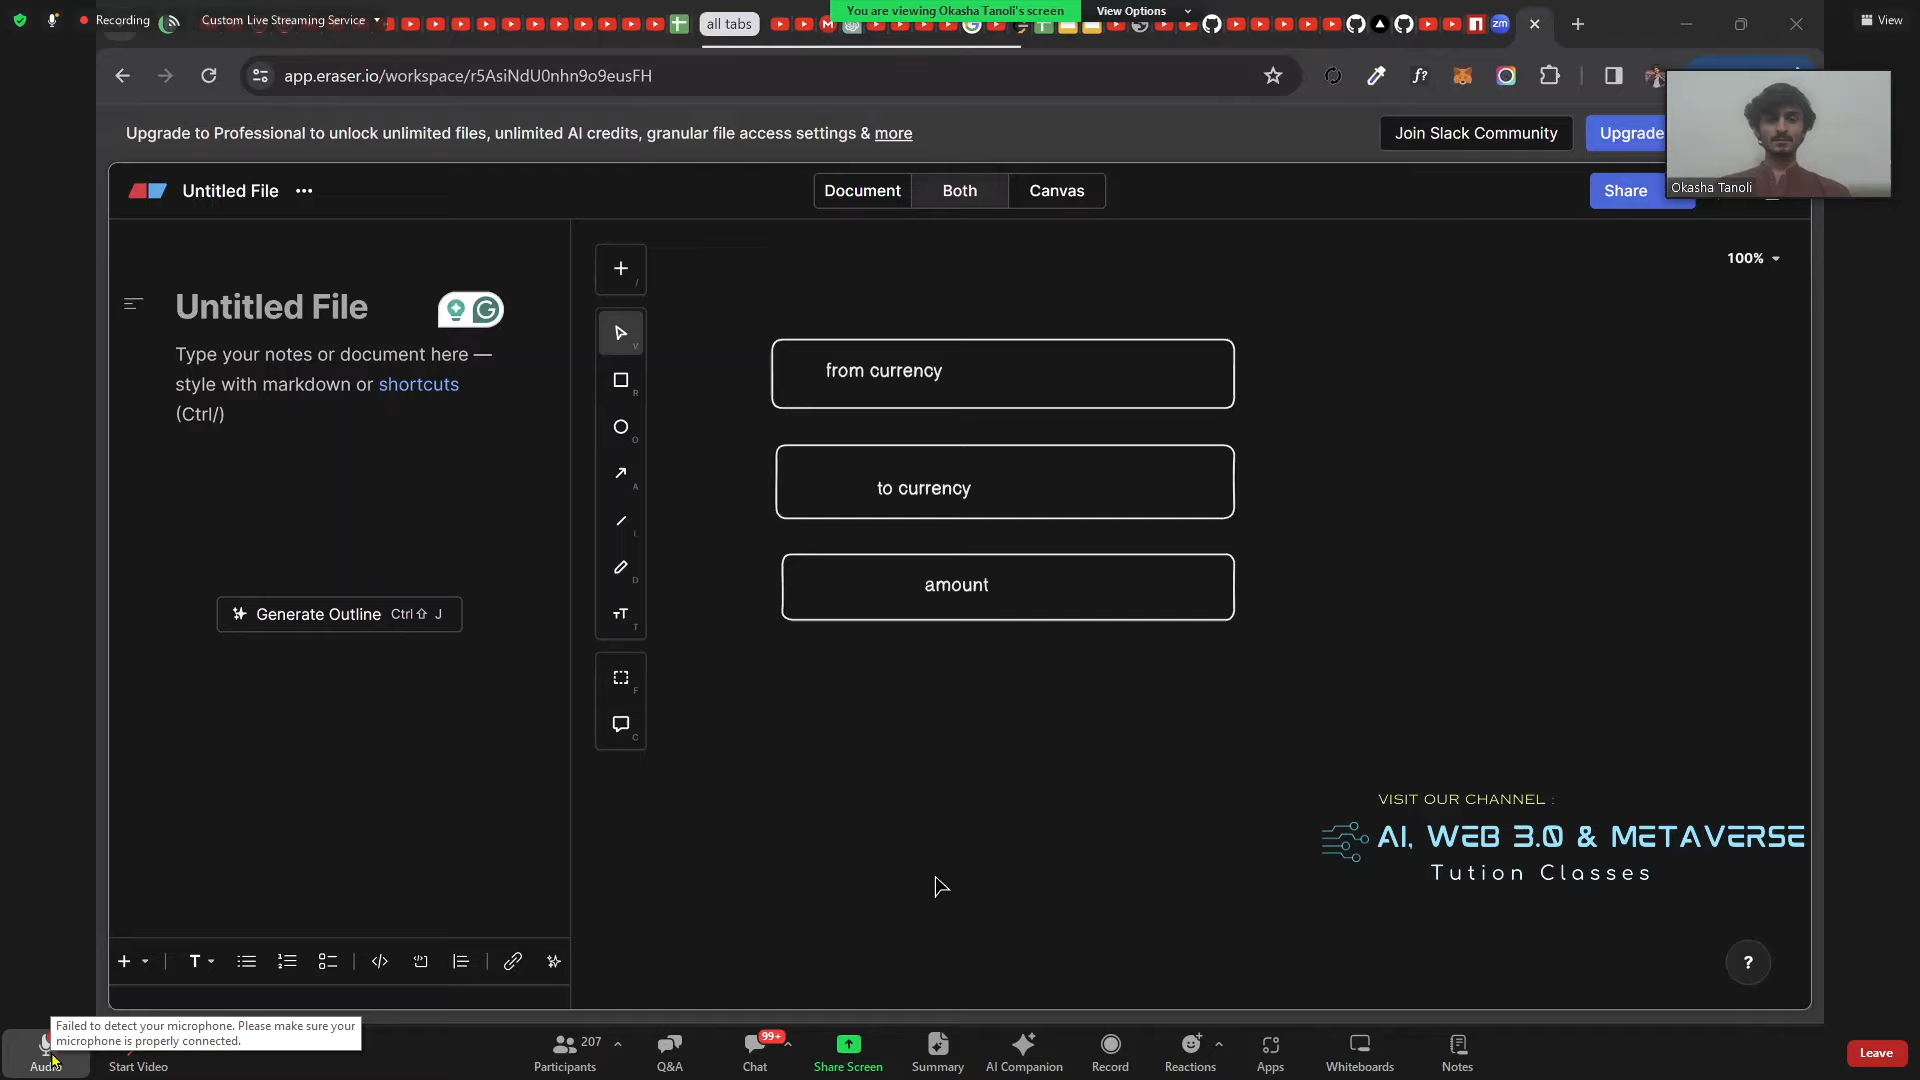 Recording
Custom Live Streaming Service
all tabs
You are viewing Okasha Tanoli's screen
View Options
zm
View
app.eraser.io/workspace/r5AsiNdU0nhn9o9eusFH
f?
Upgrade to Professional to unlock unlimited files, unlimited AI credits, granular file access settings & more
Join Slack Community
Upgrade
Okasha Tanoli
Untitled File
Document
Both
Canvas
Share
100%
Untitled File
Type your notes or document here —
style with markdown or shortcuts
(Ctrl/)
Generate Outline Ctrl⇧ J
/
V
R
O
A
L
D
T
F
C
from currency
to currency
amount
VISIT OUR CHANNEL :
AI, WEB 3.0 & METAVERSE
Tution Classes
T
?
Failed to detect your microphone. Please make sure your
microphone is properly connected.
Audio
Start Video
207
Participants
Q&A
99+
Chat
Share Screen
Summary
AI Companion
Record
Reactions
Apps
Whiteboards
Notes
Leave